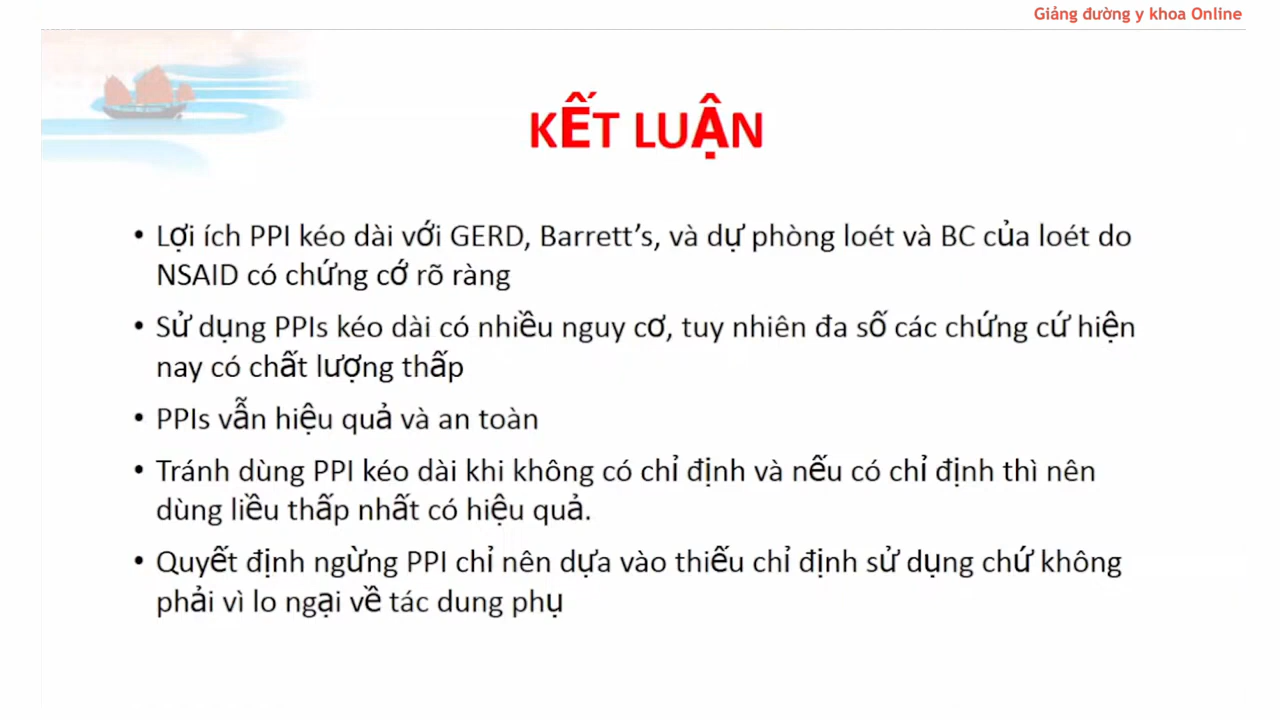 Giảng đường y khoa Online
KẾT LUẬN
• Lợi ích PPI kéo dài với GERD, Barrett's, và dự phòng loét và BC của loét do
NSAID có chứng cớ rõ ràng
• Sử dụng PPIs kéo dài có nhiều nguy cơ, tuy nhiên đa số các chứng cứ hiện
nay có chất lượng thấp
• PPIs vẫn hiệu quả và an toàn
• Tránh dùng PPI kéo dài khi không có chỉ định và nếu có chỉ định thì nên
dùng liều thấp nhất có hiệu quả.
• Quyết định ngừng PPI chỉ nên dựa vào thiếu chỉ định sử dụng chứ không
phải vì lo ngại về tác dung phụ